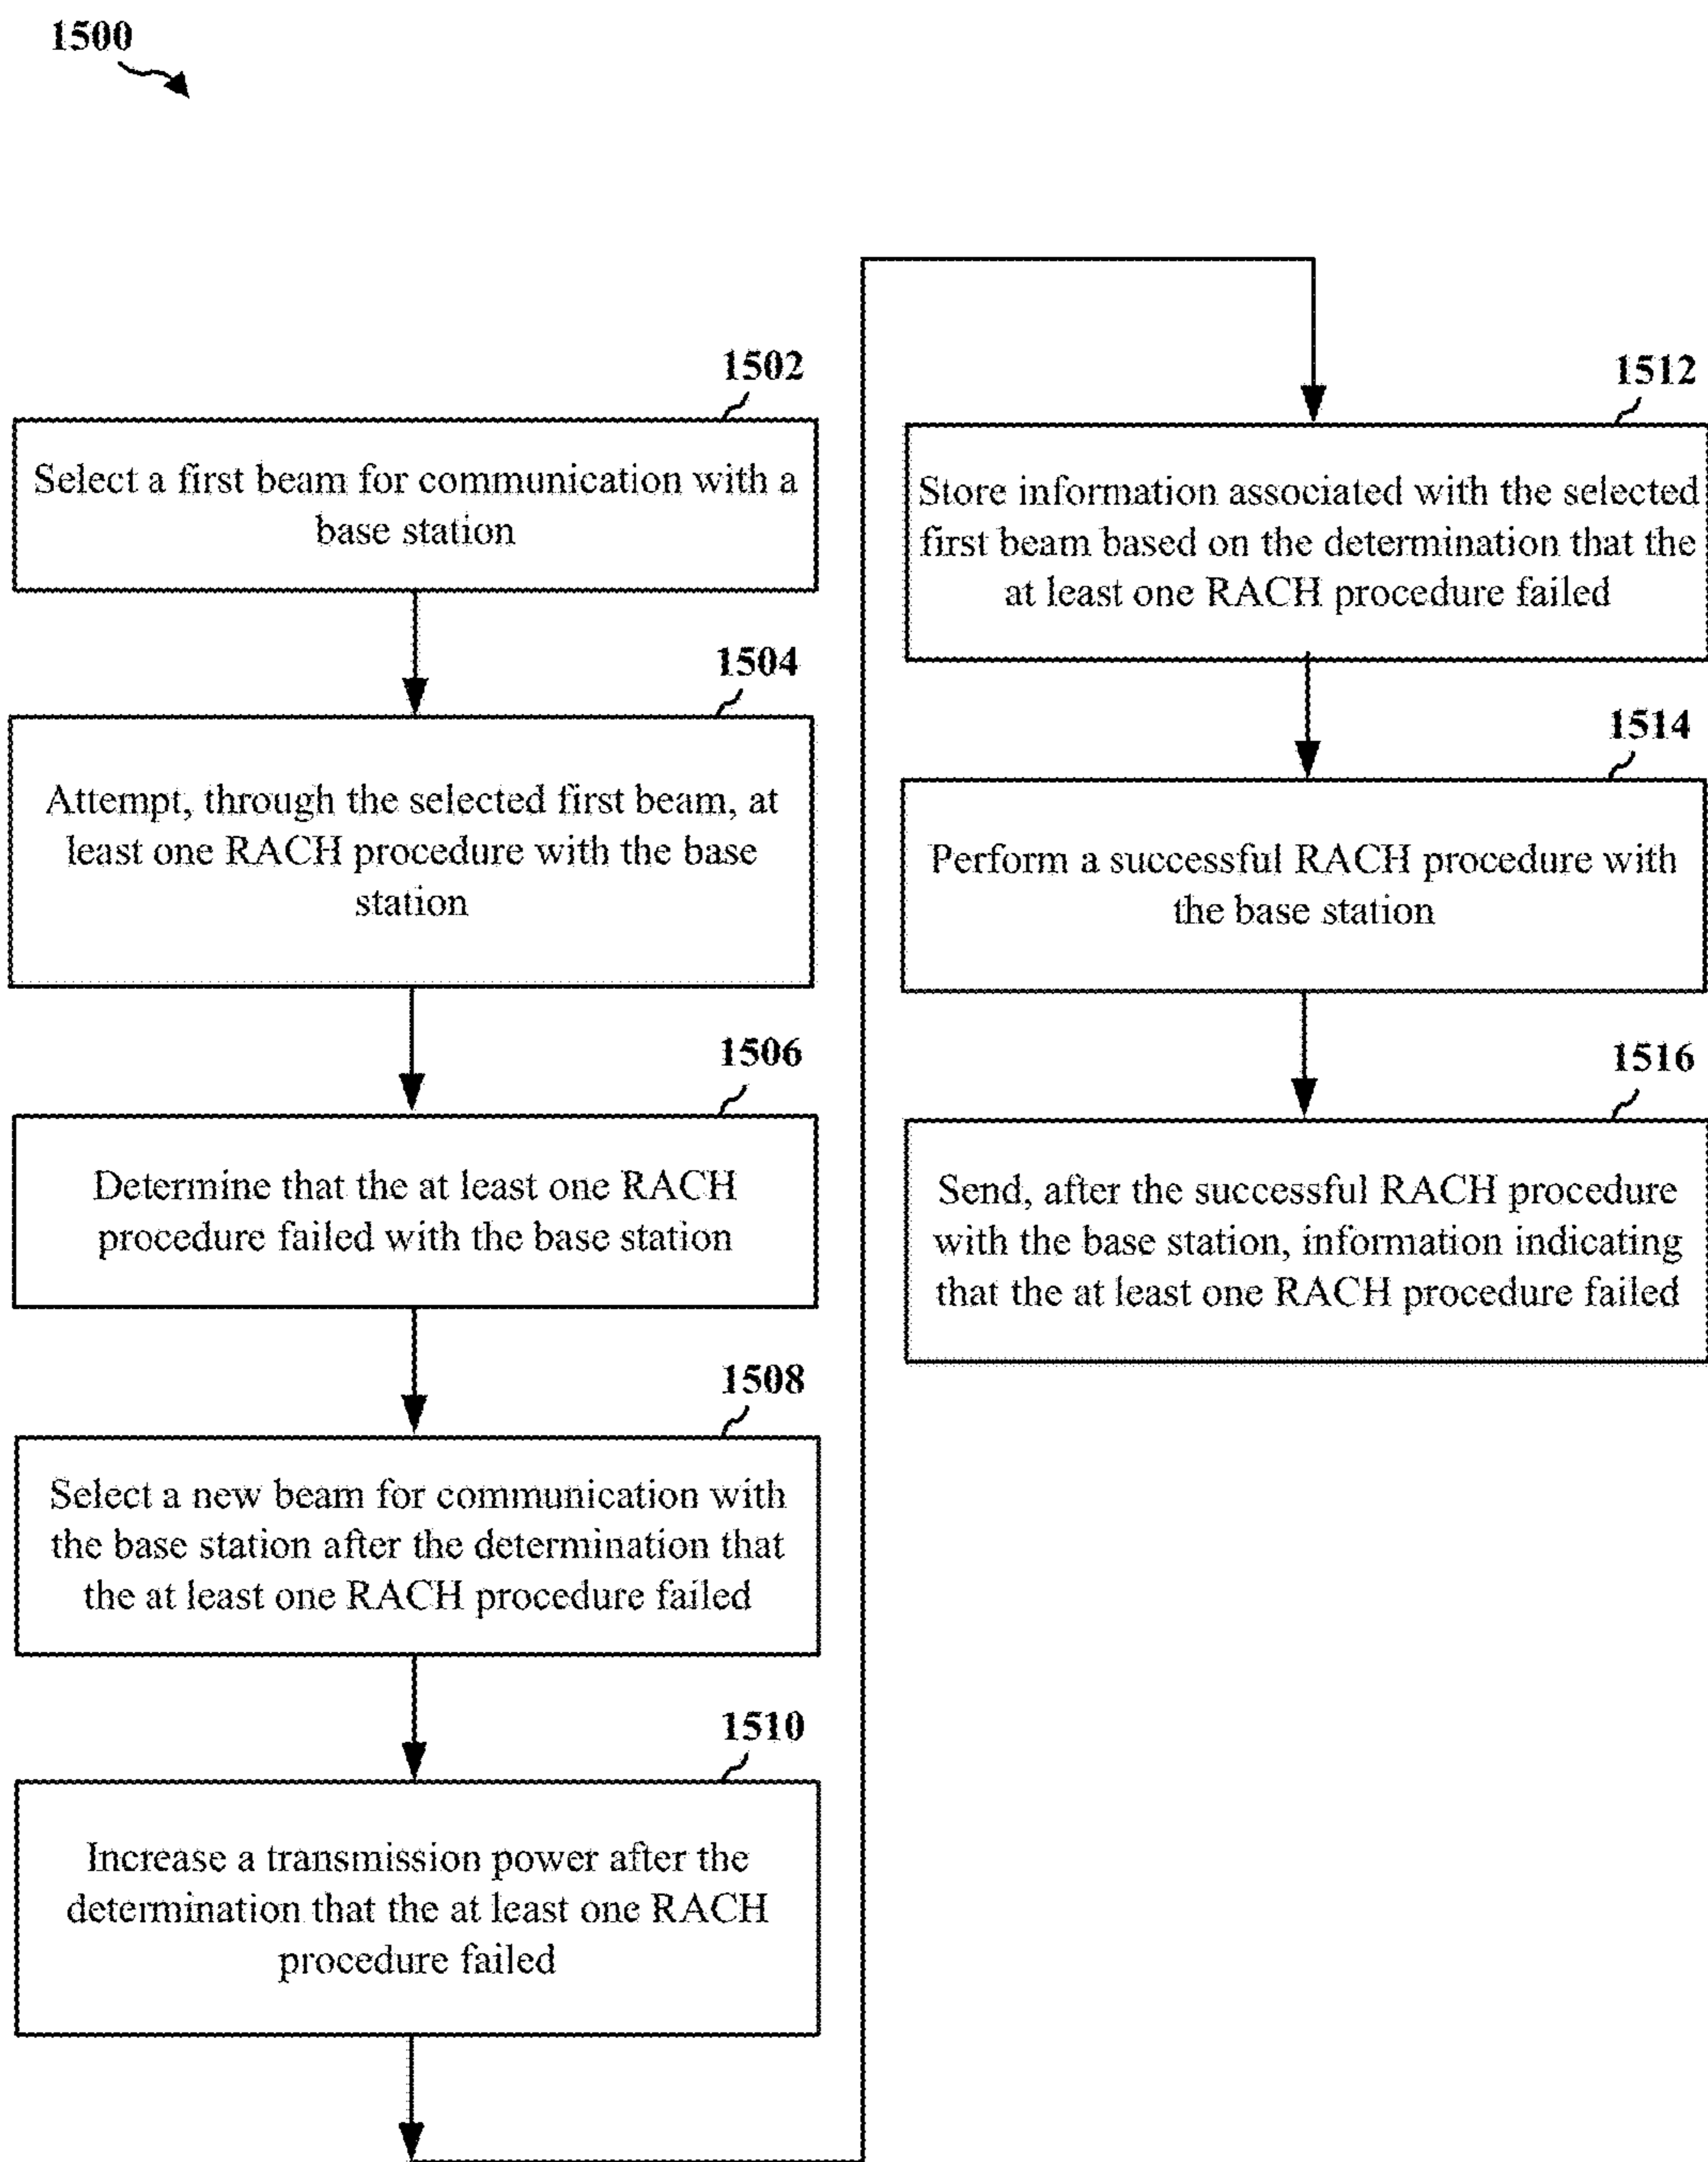 1500
1502
Select a first beam for communication with a
base station
1504
Attempt, through the selected first beam, at
least one RACH procedure with the base
station
1506
Determine that the at least one RACH
procedure failed with the base station
1508
Select a new beam for communication with
the base station after the determination that
the at least one RACH procedure failed
1510
Increase a transmission power after the
determination that the at least one RACH
procedure failed
1512
Store information associated with the selected
first beam based on the determination that the
at least one RACH procedure failed
1514
Perform a successful RACH procedure with
the base station
1516
Send, after the successful RACH procedure
with the base station, information indicating
that the at least one RACH procedure failed